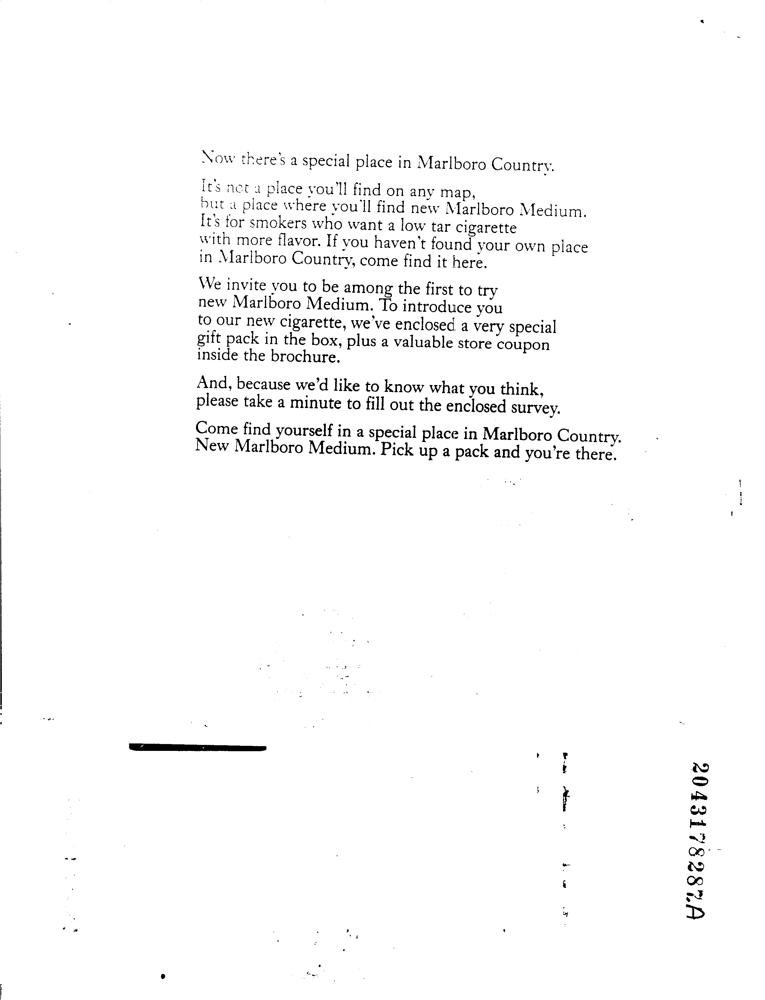 Now there's a special place in Marlboro Country.
It's not a place you'll find on any map,
but a place where you'll find new Marlboro Medium.
It's for smokers who want a low tar cigarette
with more flavor. If you haven't found your own place
in Marlboro Country, come find it here.
We invite you to be among the first to try
new Marlboro Medium. To introduce you
to our new cigarette, we've enclosed a very special
gift pack in the box, plus a valuable store coupon
inside the brochure.
And, because we'd like to know what you think,
please take a minute to fill out the enclosed survey.
Come find yourself in a special place in Marlboro Country.
New Marlboro Medium. Pick up a pack and you're there.
2043178287A